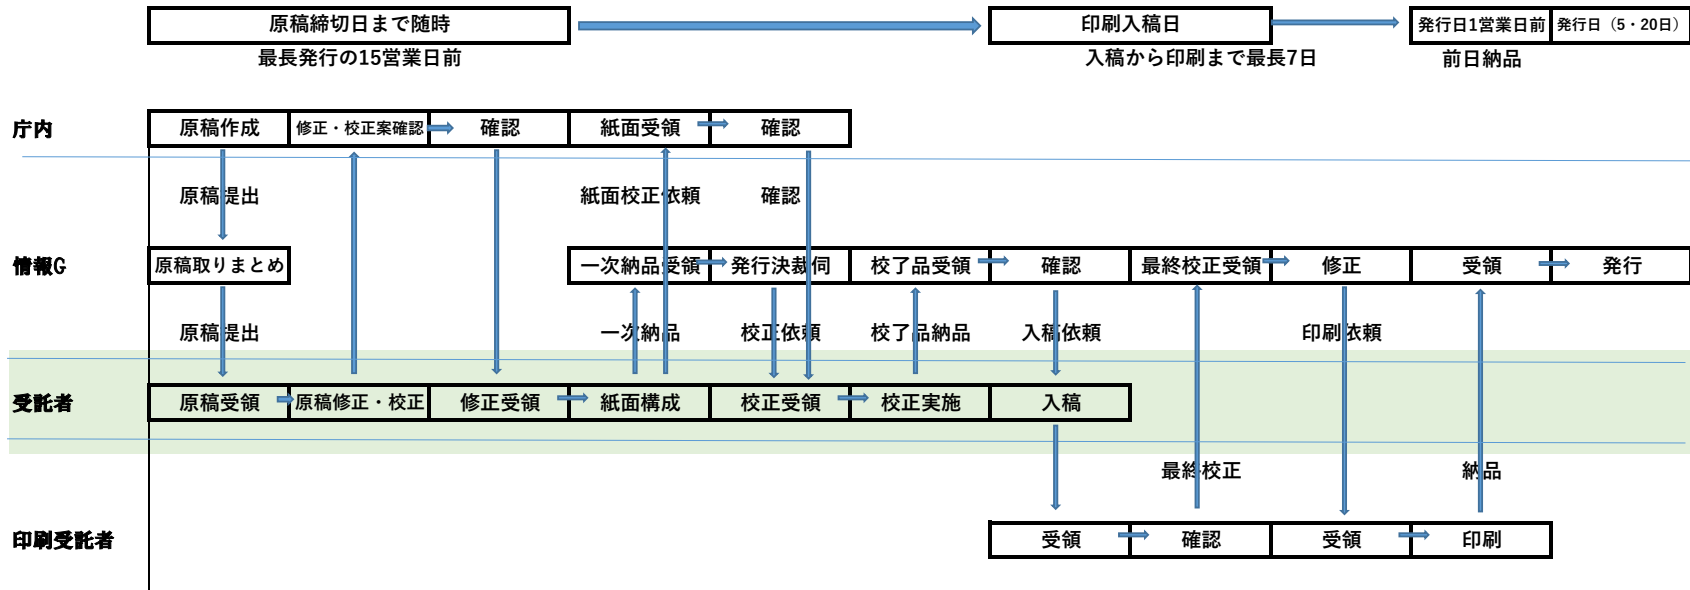 原稿締切日まで随時
印刷入稿日
発行日1営業日前
発行日（5・20日）
最長発行の15営業日前
入稿から印刷まで最長7日
前日納品
庁内
原稿作成
修正・校正案確認
確認
紙面受領
確認
原稿提出
紙面校正依頼
確認
情報G
原稿取りまとめ
一次納品受領
発行決裁伺
校了品受領
確認
最終校正受領
修正
受領
発行
原稿提出
一次納品
校正依頼
校了品納品
入稿依頼
印刷依頼
受託者
原稿受領
原稿修正・校正
修正受領
紙面構成
校正受領
校正実施
入稿
最終校正
納品
印刷受託者
受領
確認
受領
印刷